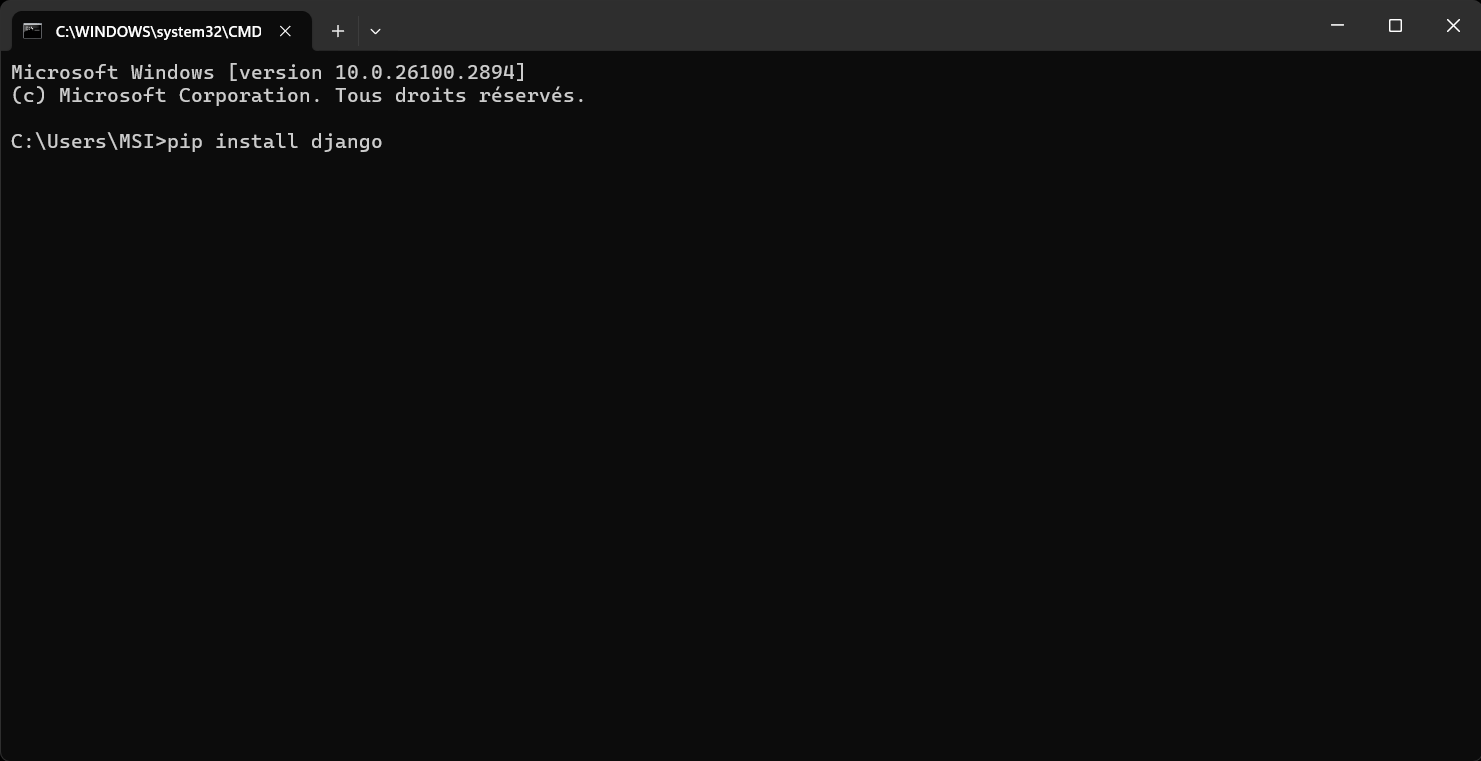 C:\WINDOWS\system32\CMD
Microsoft Windows [version 10.0.26100.2894]
(c) Microsoft Corporation. Tous droits réservés.
C:\Users\MSI>pip install django